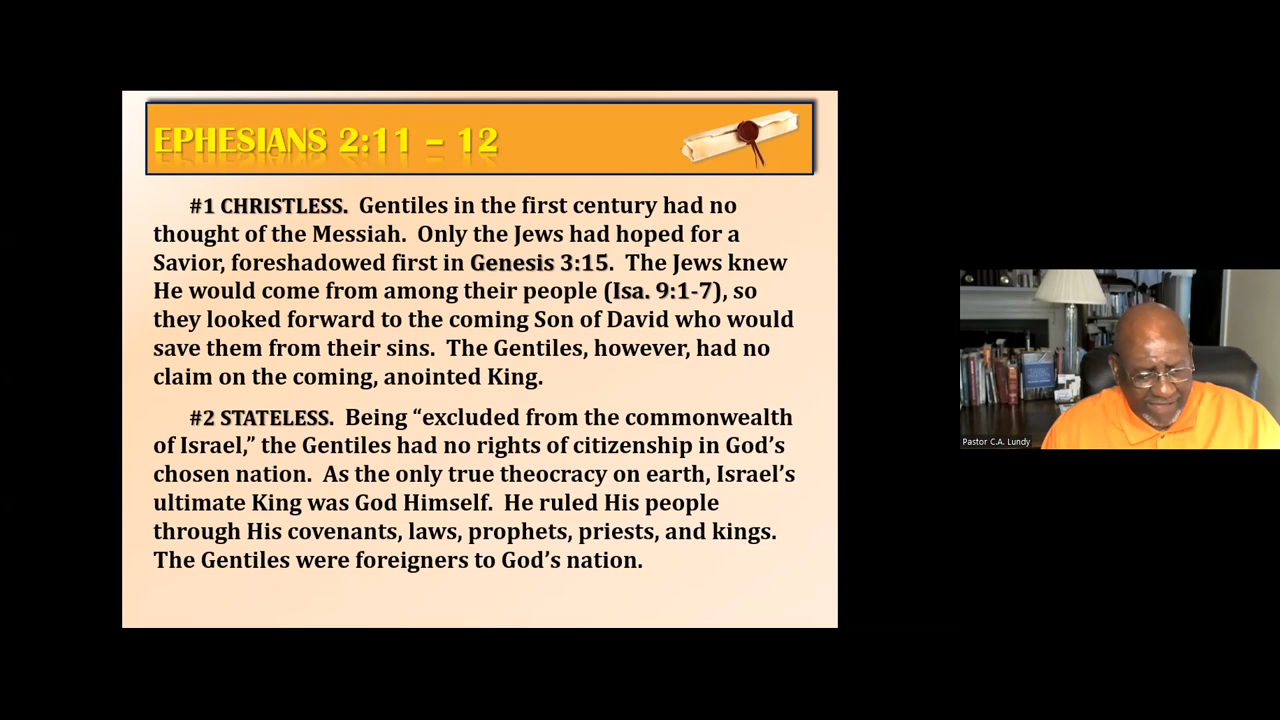 EPHESIANS 2:11 – 12
#1 CHRISTLESS. Gentiles in the first century had no
thought of the Messiah. Only the Jews had hoped for a
Savior, foreshadowed first in Genesis 3:15. The Jews knew
He would come from among their people (Isa. 9:1-7), so
they looked forward to the coming Son of David who would
save them from their sins. The Gentiles, however, had no
claim on the coming, anointed King.
#2 STATELESS. Being “excluded from the commonwealth
of Israel,” the Gentiles had no rights of citizenship in God’s
chosen nation. As the only true theocracy on earth, Israel’s
ultimate King was God Himself. He ruled His people
through His covenants, laws, prophets, priests, and kings.
The Gentiles were foreigners to God’s nation.
Pastor C.A. Lundy